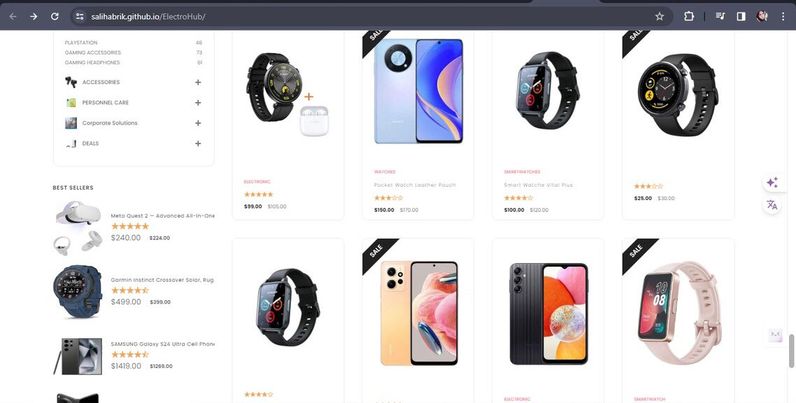 salihabrik.github.io/ElectroHub/
PLAYSTATION 46
GAMING ACCESSORIES 73
GAMING HEADPHONES 61
ACCESSORIES +
PERSONNEL CARE +
Corporate Solutions +
DEALS +
BEST SELLERS
Meta Quest 2 — Advanced All-In-One
$240.00 $224.00
Garmin Instinct Crossover Solar, Rug
$499.00 $399.00
SAMSUNG Galaxy S24 Ultra Cell Phone
$1419.00 $1269.00
ELECTRONIC
$99.00 $105.00
SALE
WATCHES
Pocket Watch Leather Pouch
$150.00 $170.00
SALE
SMARTWATCHES
Smart Watche Vital Plus
$100.00 $120.00
SALE
$25.00 $30.00
SALE
ELECTRONIC
SALE
SMARTWATCH